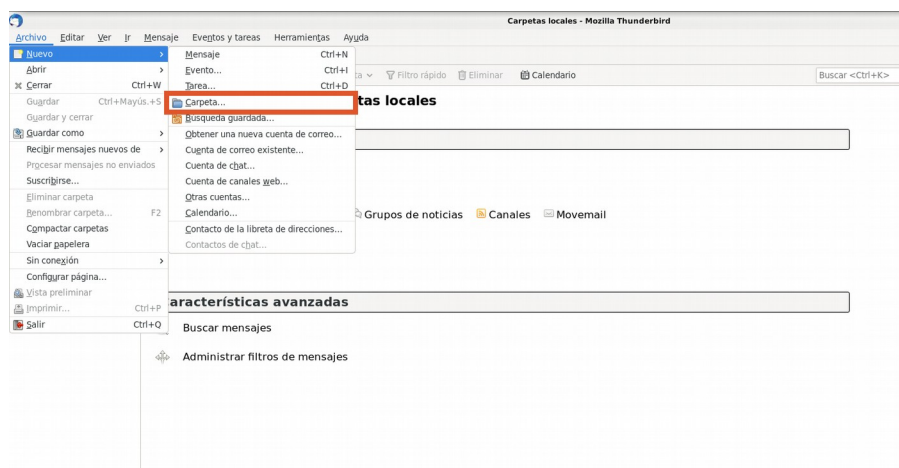 Carpetas locales - Mozilla Thunderbird
Archivo Editar Ver Ir Mensaje Eventos y tareas Herramientas Ayuda
Nuevo >
Abrir >
Cerrar Ctrl+W
Guardar Ctrl+Mayús.+S
Guardar y cerrar
Guardar como >
Recibir mensajes nuevos de >
Procesar mensajes no enviados
Suscribirse...
Eliminar carpeta
Renombrar carpeta... F2
Compactar carpetas
Vaciar papelera
Sin conexión >
Configurar página...
Vista preliminar
Imprimir... Ctrl+P
Salir Ctrl+Q
Mensaje Ctrl+N
Evento... Ctrl+I
Tarea... Ctrl+D
Carpeta...
Búsqueda guardada...
Obtener una nueva cuenta de correo...
Cuenta de correo existente...
Cuenta de chat...
Cuenta de canales web...
Otras cuentas...
Calendario...
Contacto de la libreta de direcciones...
Contactos de chat...
Filtro rápido Eliminar Calendario Buscar <Ctrl+K>
tas locales
Grupos de noticias Canales Movemail
aracterísticas avanzadas
Buscar mensajes
Administrar filtros de mensajes